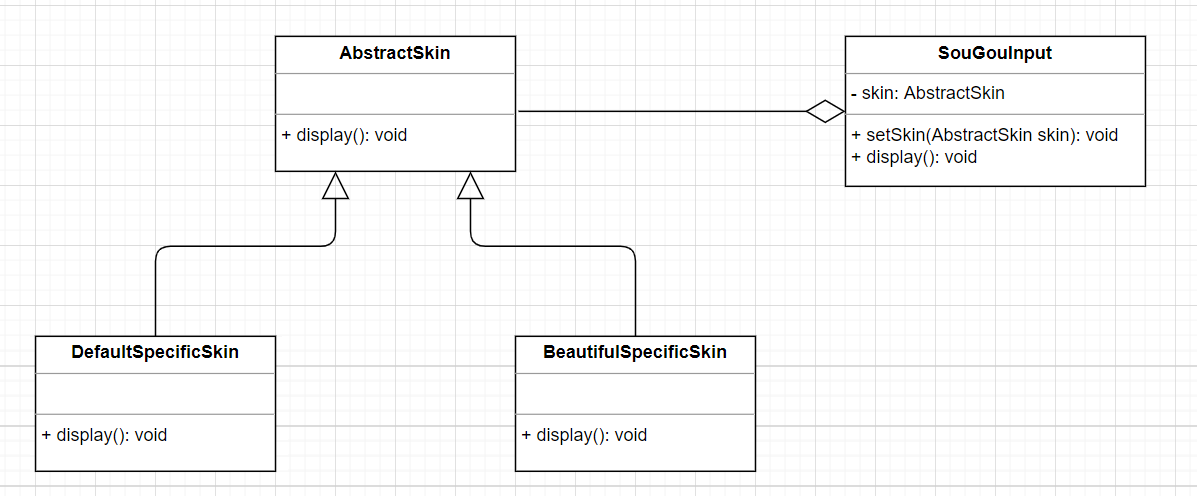 AbstractSkin
+ display(): void
SouGouInput
- skin: AbstractSkin
+ setSkin(AbstractSkin skin): void
+ display(): void
DefaultSpecificSkin
+ display(): void
BeautifulSpecificSkin
+ display(): void